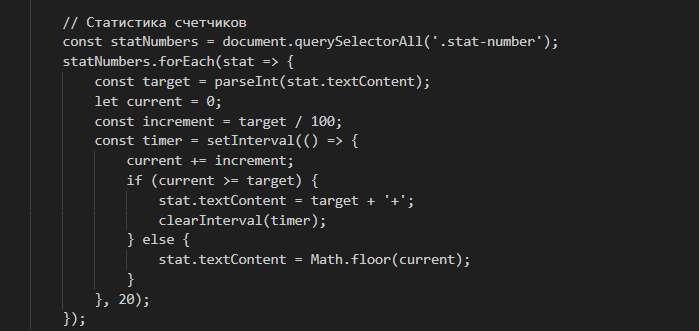 // Статистика счетчиков
const statNumbers = document.querySelectorAll('.stat-number');
statNumbers.forEach(stat => {
    const target = parseInt(stat.textContent);
    let current = 0;
    const increment = target / 100;
    const timer = setInterval(() => {
        current += increment;
        if (current >= target) {
            stat.textContent = target + '+';
            clearInterval(timer);
        } else {
            stat.textContent = Math.floor(current);
        }
    }, 20);
});